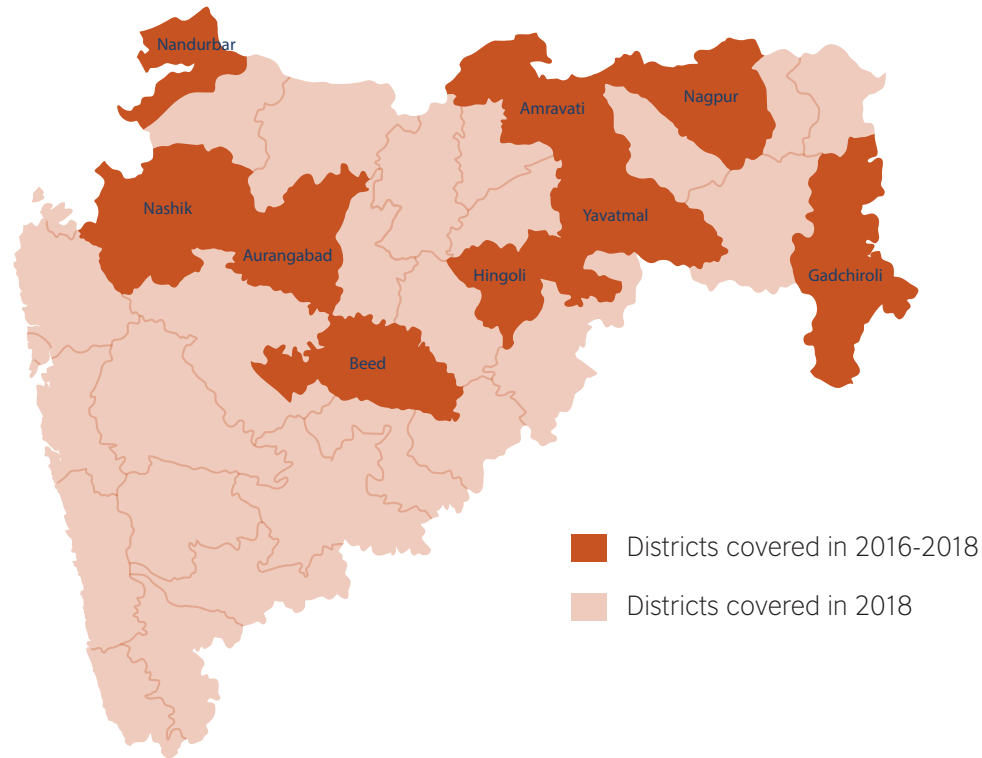 Nandurbar
Nagpur
Amravati
Nashik
Yavatmal
Aurangabad
Hingoli
Gadchiroli
Beed
Districts covered in 2016-2018
Districts covered in 2018